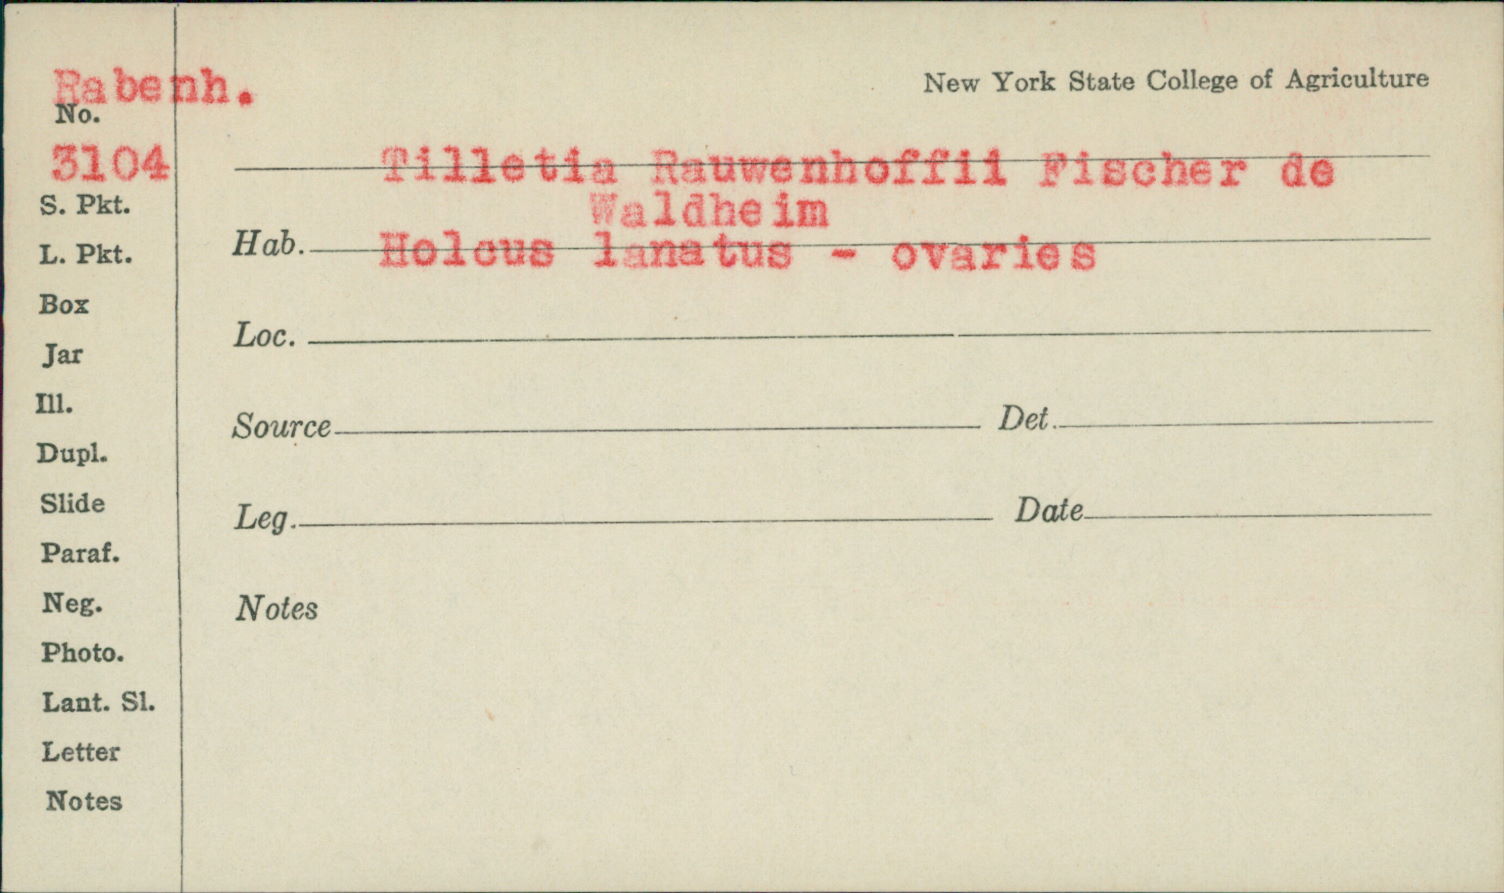 Rabenh.
New York State College of Agriculture
No.
3104
Tilletia Rauwenhoffii Fischer de
Waldheim
S. Pkt.
Hab. Holcus lanatus - ovaries
L. Pkt.
Box
Loc.
Jar
Ill.
Source Det.
Dupl.
Slide
Leg. Date
Paraf.
Neg.
Notes
Photo.
Lant. Sl.
Letter
Notes